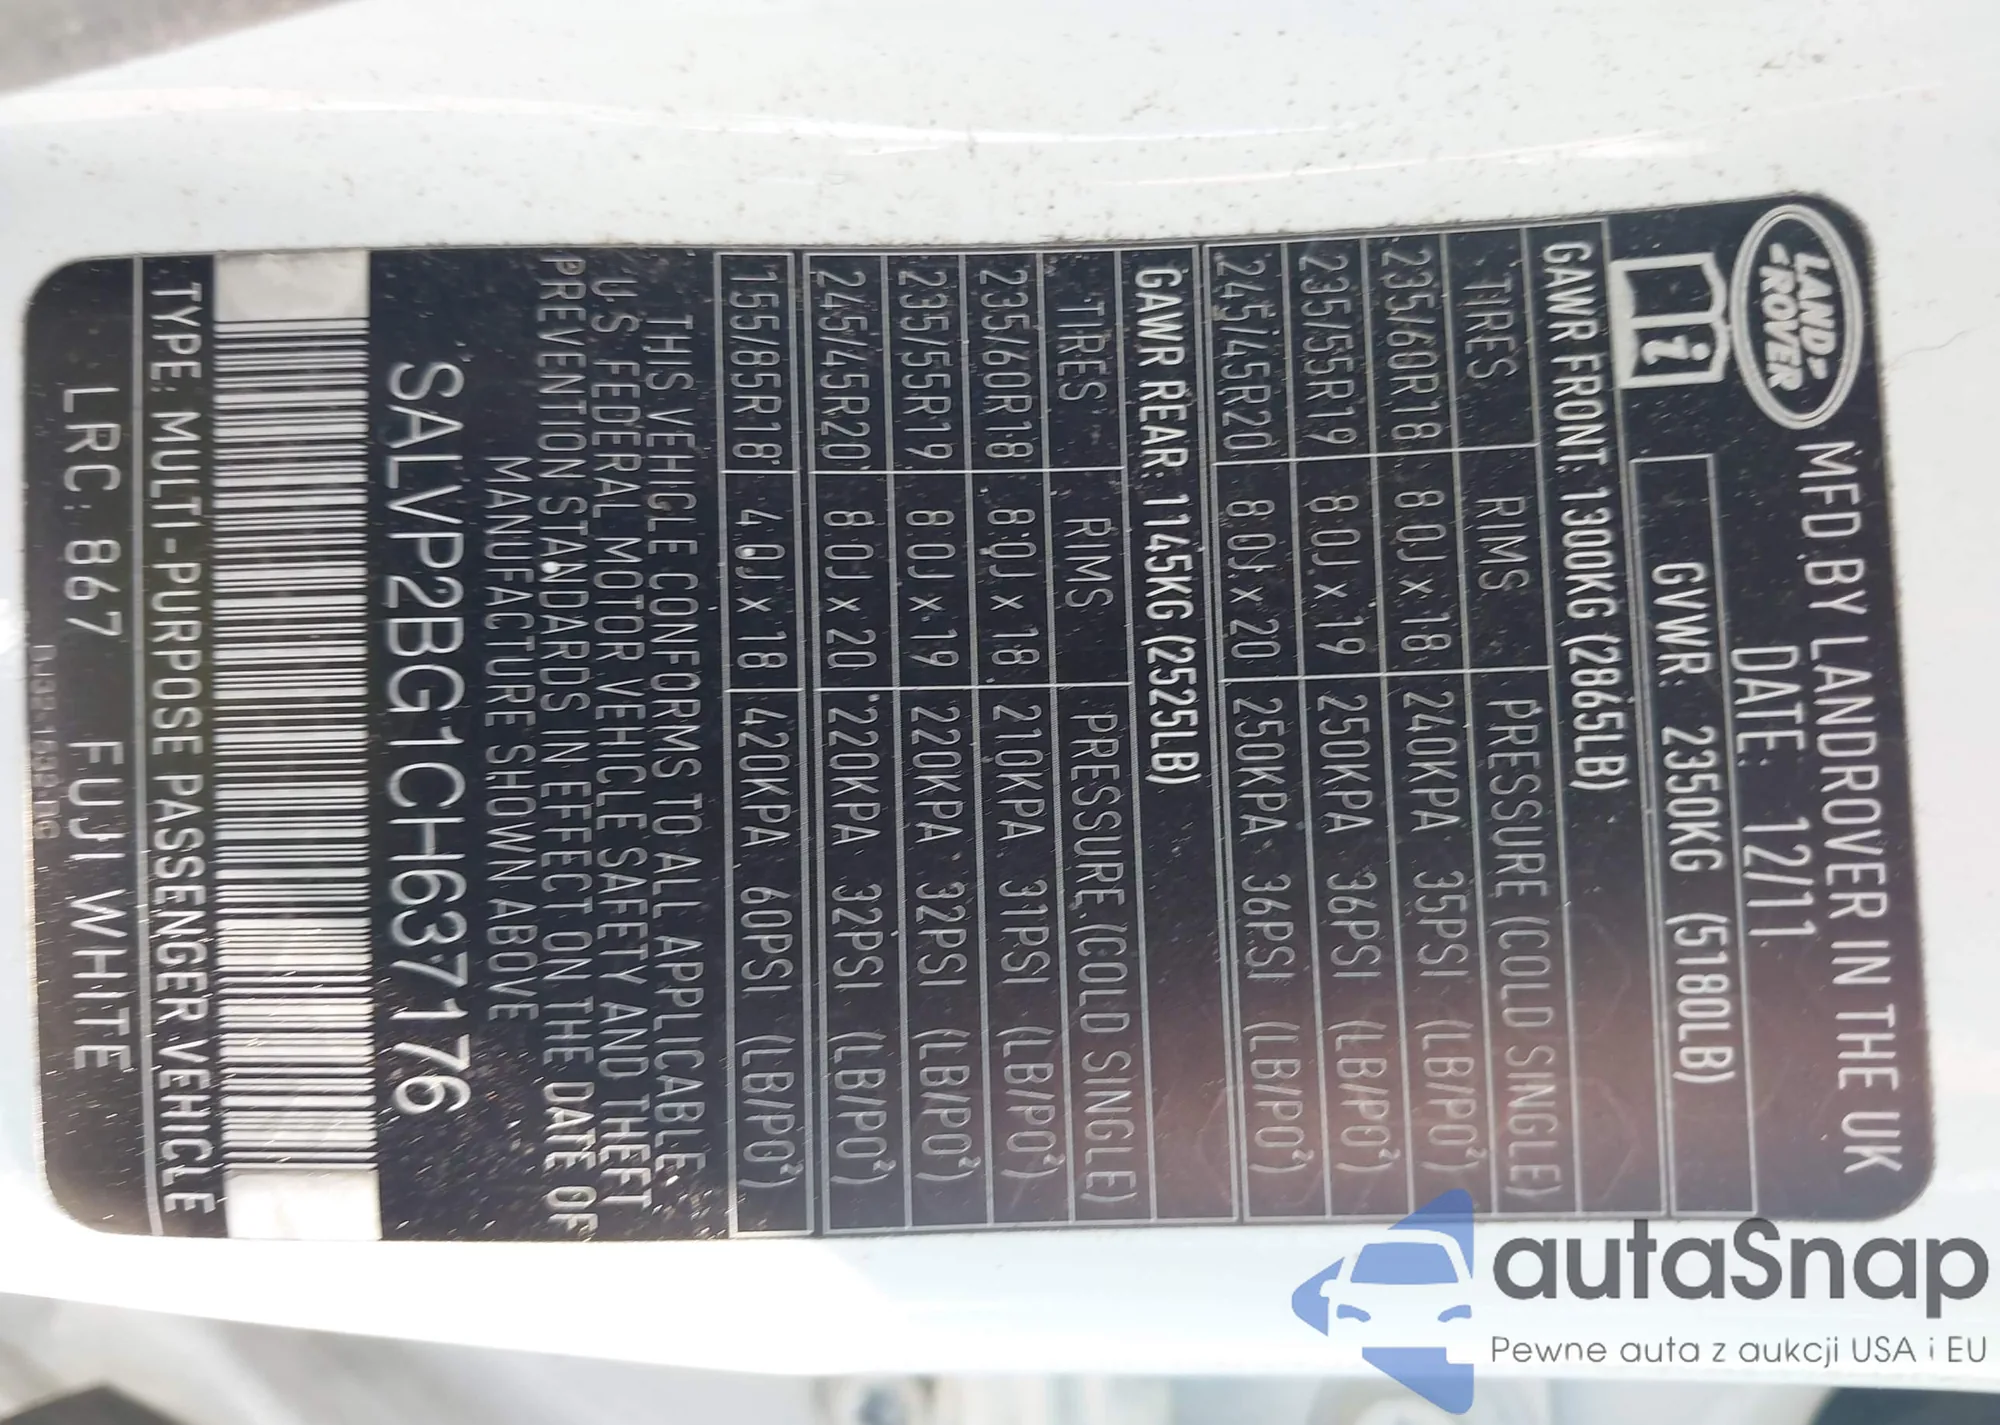 LAND ROVER
MFD BY LANDROVER IN THE UK
DATE: 12/11
i
GVWR: 2350KG (5180LB)
GAWR FRONT: 1300KG (2865LB)
TIRES RIMS PRESSURE (COLD SINGLE)
235/60R18 8.0J x 18 240KPA 35PSI (LB/PO²)
235/55R19 8.0J x 19 250KPA 36PSI (LB/PO²)
245/45R20 8.0J x 20 250KPA 36PSI (LB/PO²)
GAWR REAR: 1145KG (2525LB)
TIRES RIMS PRESSURE (COLD SINGLE)
235/60R18 8.0J x 18 210KPA 31PSI (LB/PO²)
235/55R19 8.0J x 19 220KPA 32PSI (LB/PO²)
245/45R20 8.0J x 20 220KPA 32PSI (LB/PO²)
155/85R18 4.0J x 18 420KPA 60PSI (LB/PO²)
THIS VEHICLE CONFORMS TO ALL APPLICABLE
U.S. FEDERAL MOTOR VEHICLE SAFETY AND THEFT
PREVENTION STANDARDS IN EFFECT ON THE DATE OF
MANUFACTURE SHOWN ABOVE
SALVP2BG1CH637176
TYPE: MULTI-PURPOSE PASSENGER VEHICLE
LRC: 867 FUJI WHITE
autaSnap
Pewne auta z aukcji USA i EU